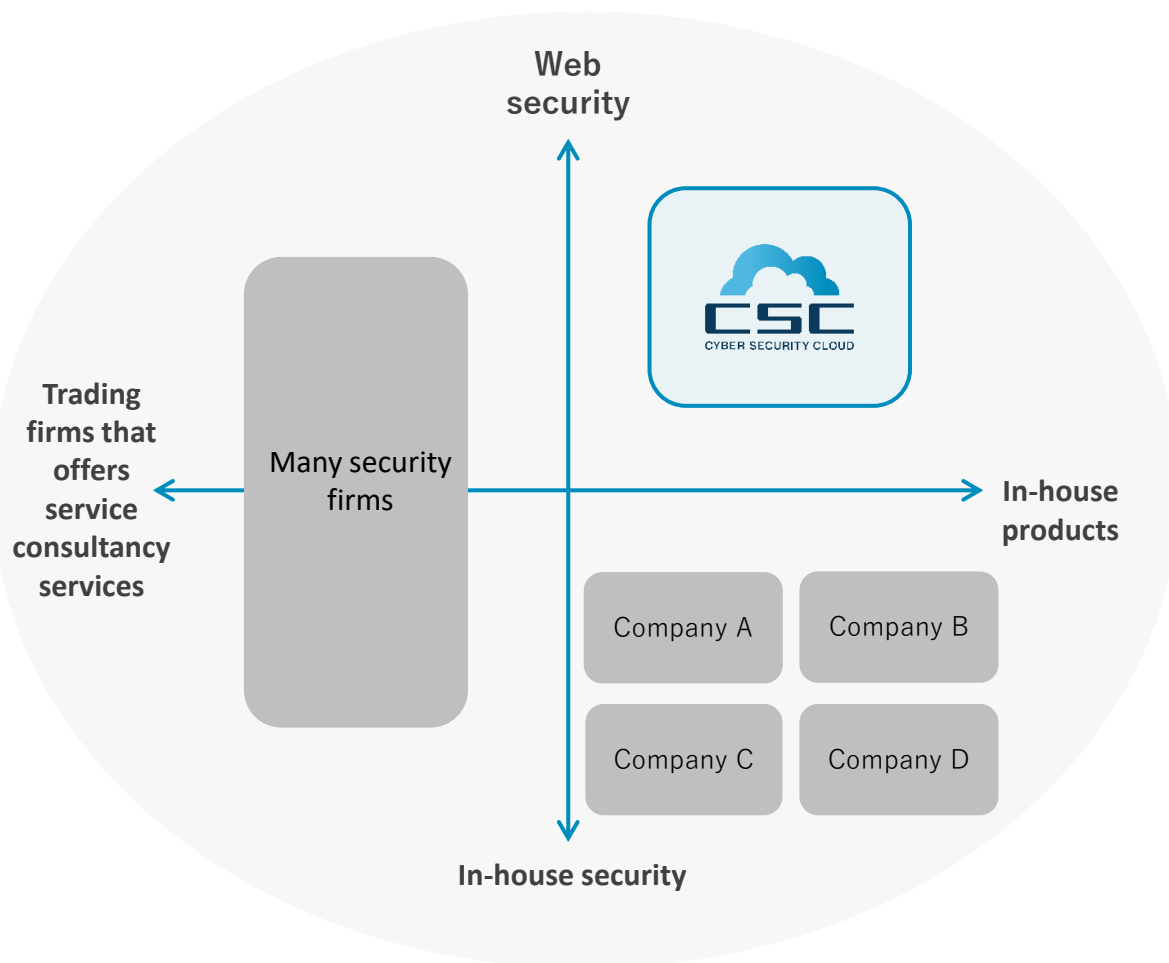 Web
security
CSC
CYBER SECURITY CLOUD
Trading
firms that
offers
service
consultancy
services
Many security
firms
In-house
products
Company A
Company B
Company C
Company D
In-house security